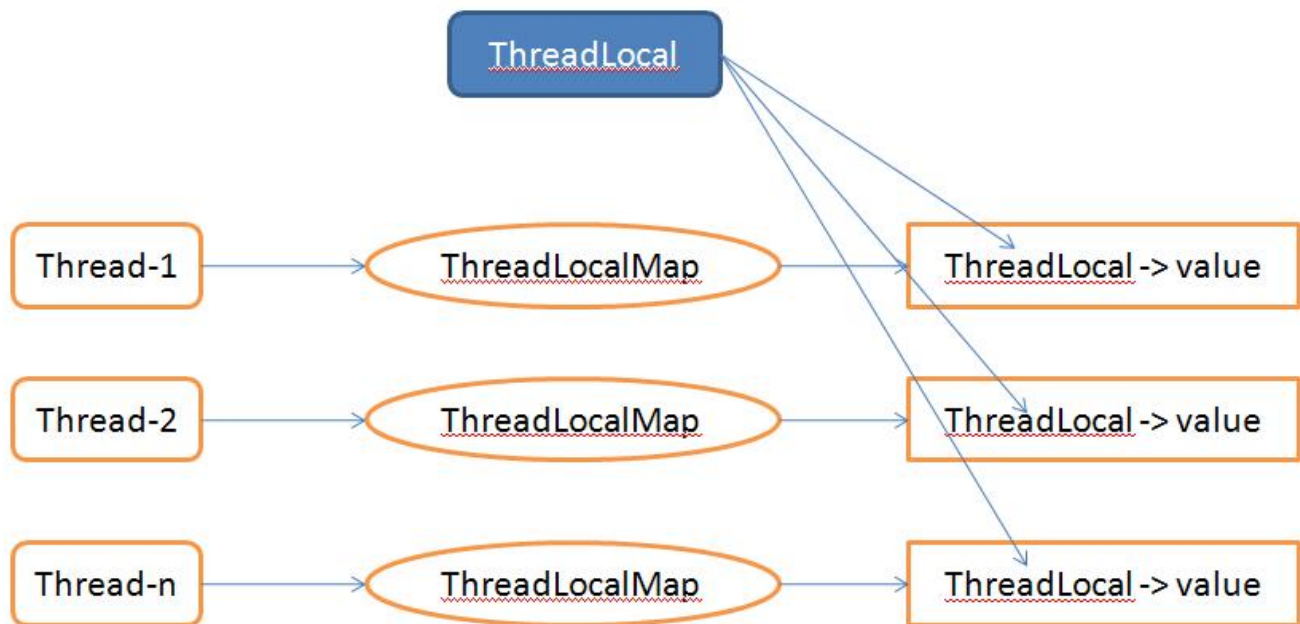 ThreadLocal
Thread-1 ThreadLocalMap ThreadLocal -> value
Thread-2 ThreadLocalMap ThreadLocal -> value
Thread-n ThreadLocalMap ThreadLocal -> value